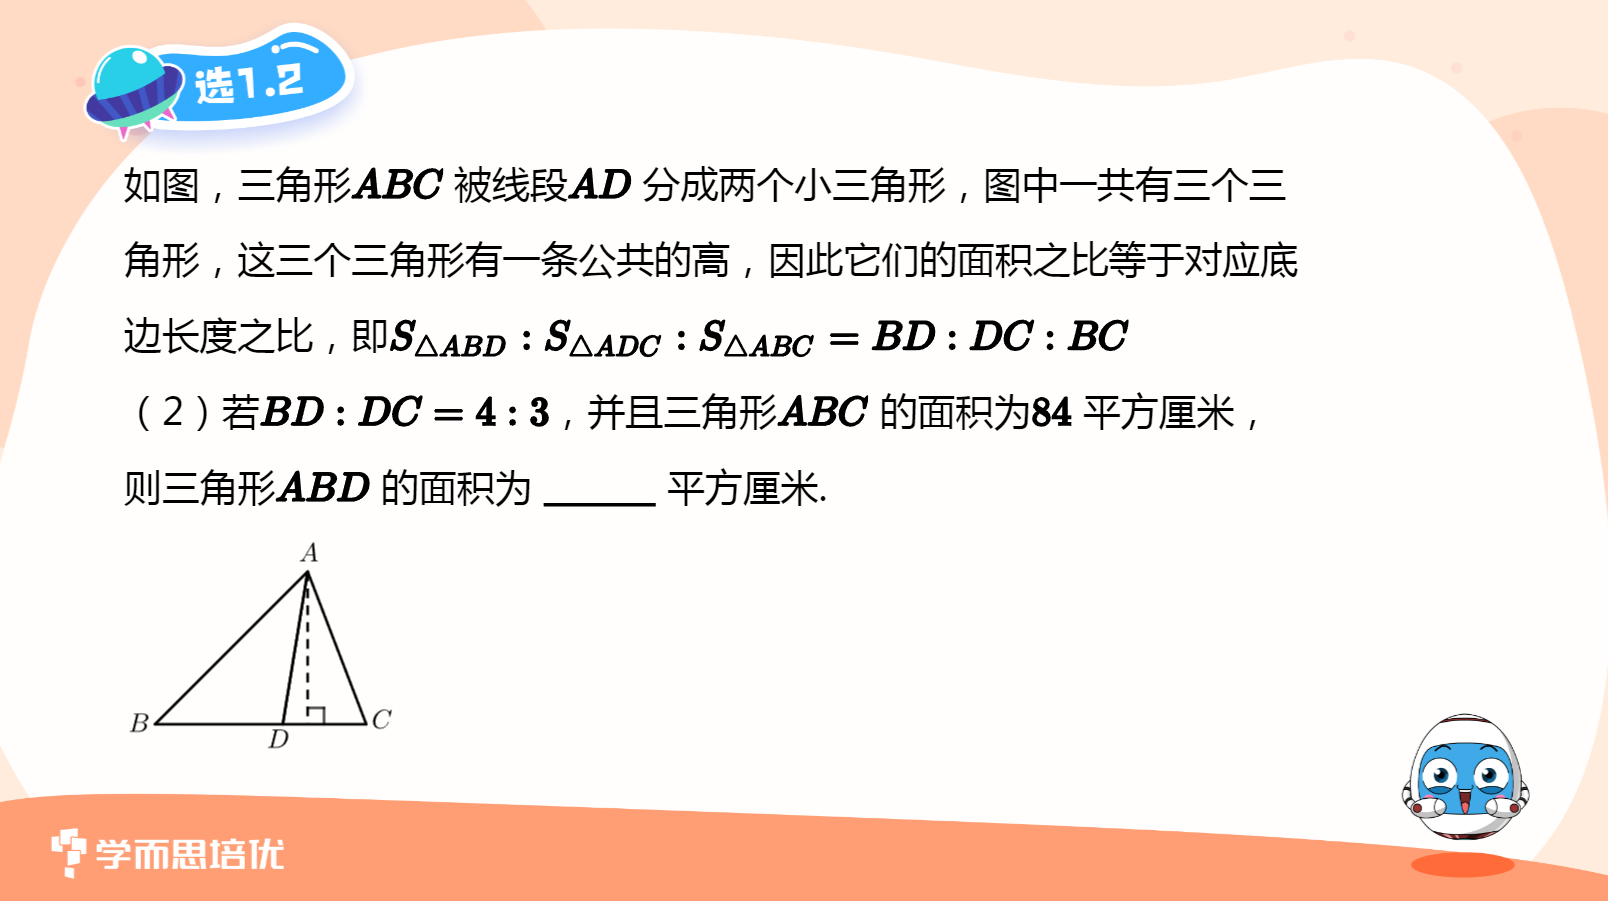 选1.2
如图，三角形ABC 被线段AD 分成两个小三角形，图中一共有三个三
角形，这三个三角形有一条公共的高，因此它们的面积之比等于对应底
边长度之比，即S△ABD : S△ADC : S△ABC = BD : DC : BC
（2）若BD : DC = 4 : 3，并且三角形ABC 的面积为84 平方厘米，
则三角形ABD 的面积为 ______ 平方厘米.
A
B
D
C
学而思培优